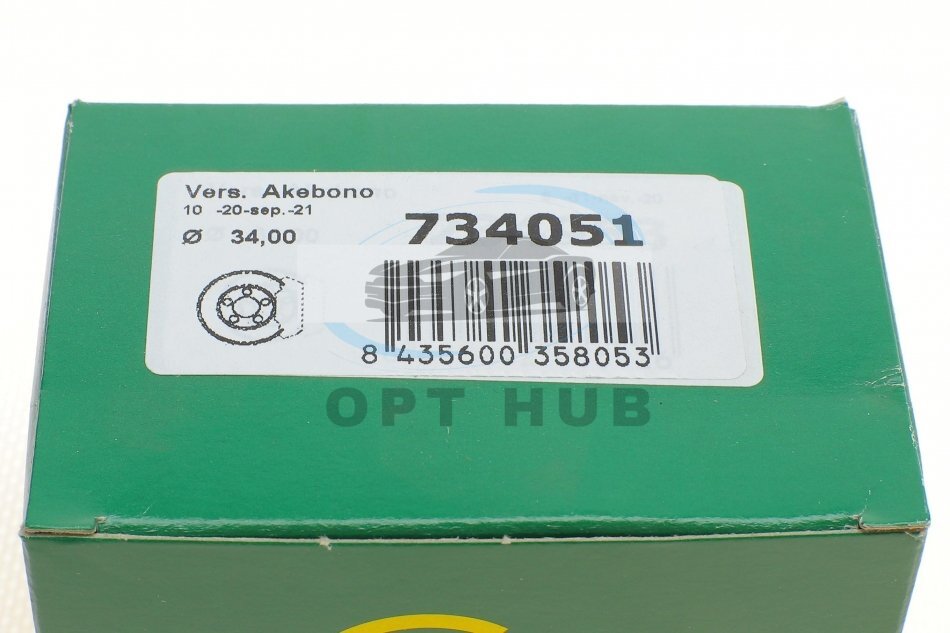 Vers. Akebono
10 -20-sep.-21
Ø 34,00
734051
8 435600 358053
OPT HUB